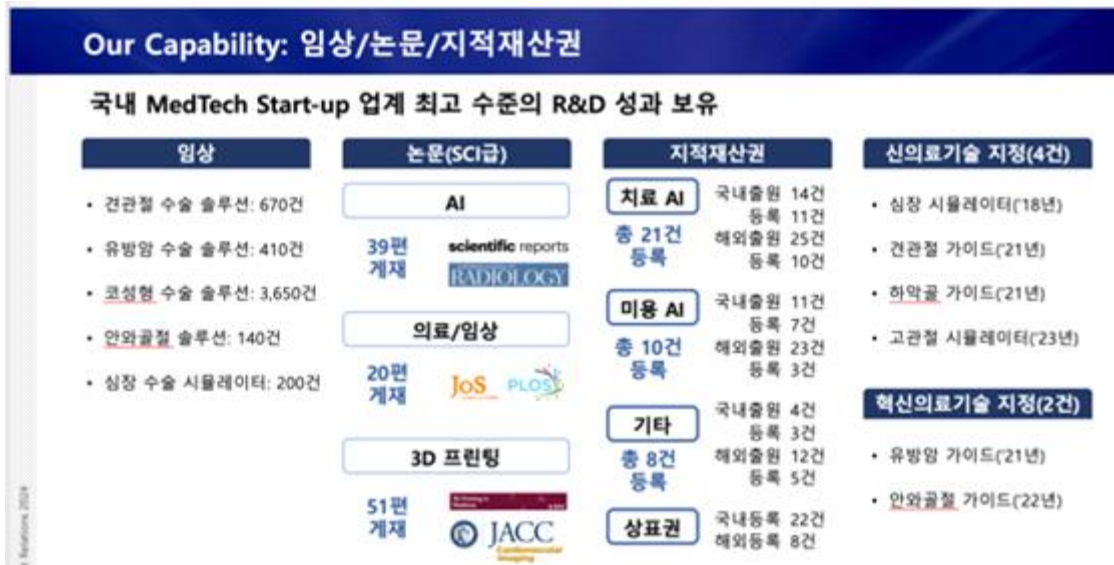 Our Capability: 임상/논문/지적재산권
국내 MedTech Start-up 업계 최고 수준의 R&D 성과 보유
임상
• 견관절 수술 솔루션: 670건
• 유방암 수술 솔루션: 410건
• 코성형 수술 솔루션: 3,650건
• 안와골절 솔루션: 140건
• 심장 수술 시뮬레이터: 200건
논문(SCI급)
AI
39편
게재
scientific reports
RADIOLOGY
의료/임상
20편
게재
JoS
PLOS
3D 프린팅
51편
게재
JACC
Cardiovascular
Imaging
지적재산권
치료 AI
총 21건
등록
국내출원 14건
등록 11건
해외출원 25건
등록 10건
미용 AI
총 10건
등록
국내출원 11건
등록 7건
해외출원 23건
등록 3건
기타
총 8건
등록
국내출원 4건
등록 3건
해외출원 12건
등록 5건
상표권
국내등록 22건
해외등록 8건
신의료기술 지정(4건)
• 심장 시뮬레이터('18년)
• 견관절 가이드('21년)
• 하악골 가이드('21년)
• 고관절 시뮬레이터('23년)
혁신의료기술 지정(2건)
• 유방암 가이드('21년)
• 안와골절 가이드('22년)
Relations 2024